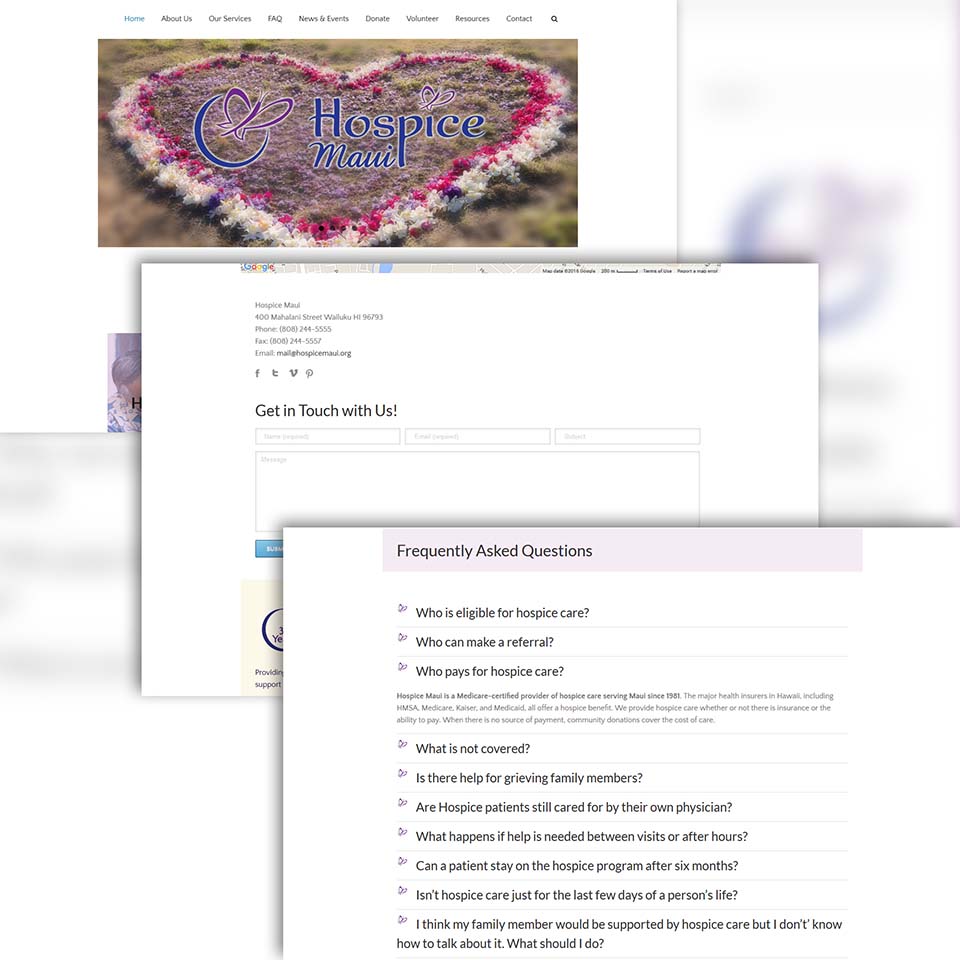 Home About Us Our Services FAQ News & Events Donate Volunteer Resources Contact
Hospice
Maui
Google Map data ©2016 Google 200 m Terms of Use Report a map error
Hospice Maui
400 Mahalani Street Wailuku HI 96793
Phone: (808) 244-5555
Fax: (808) 244-5557
Email: mail@hospicemaui.org
Get in Touch with Us!
Name (required) Email (required) Subject
Message
SUBM
H
3
Ye
Providing
support
Frequently Asked Questions
Who is eligible for hospice care?
Who can make a referral?
Who pays for hospice care?
Hospice Maui is a Medicare-certified provider of hospice care serving Maui since 1981. The major health insurers in Hawaii, including
HMSA, Medicare, Kaiser, and Medicaid, all offer a hospice benefit. We provide hospice care whether or not there is insurance or the
ability to pay. When there is no source of payment, community donations cover the cost of care.
What is not covered?
Is there help for grieving family members?
Are Hospice patients still cared for by their own physician?
What happens if help is needed between visits or after hours?
Can a patient stay on the hospice program after six months?
Isn't hospice care just for the last few days of a person's life?
I think my family member would be supported by hospice care but I don't' know
how to talk about it. What should I do?